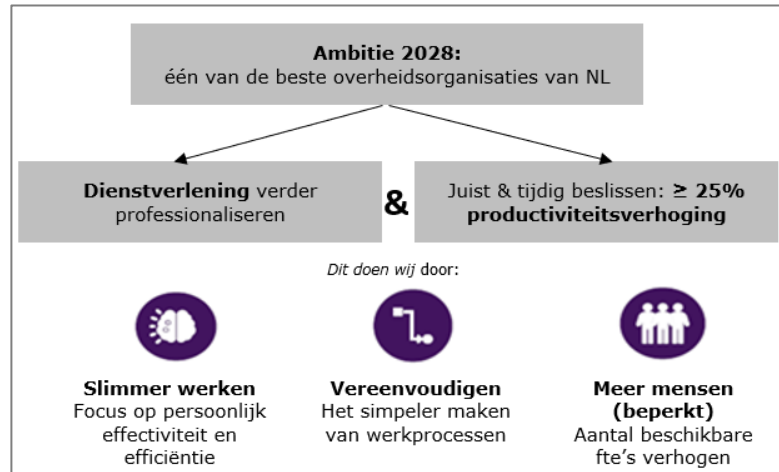 Ambitie 2028:
één van de beste overheidsorganisaties van NL
Dienstverlening verder
professionaliseren
&
Juist & tijdig beslissen: ≥ 25%
productiviteitsverhoging
Dit doen wij door:
Slimmer werken
Focus op persoonlijk
effectiviteit en
efficiëntie
Vereenvoudigen
Het simpeler maken
van werkprocessen
Meer mensen
(beperkt)
Aantal beschikbare
fte's verhogen